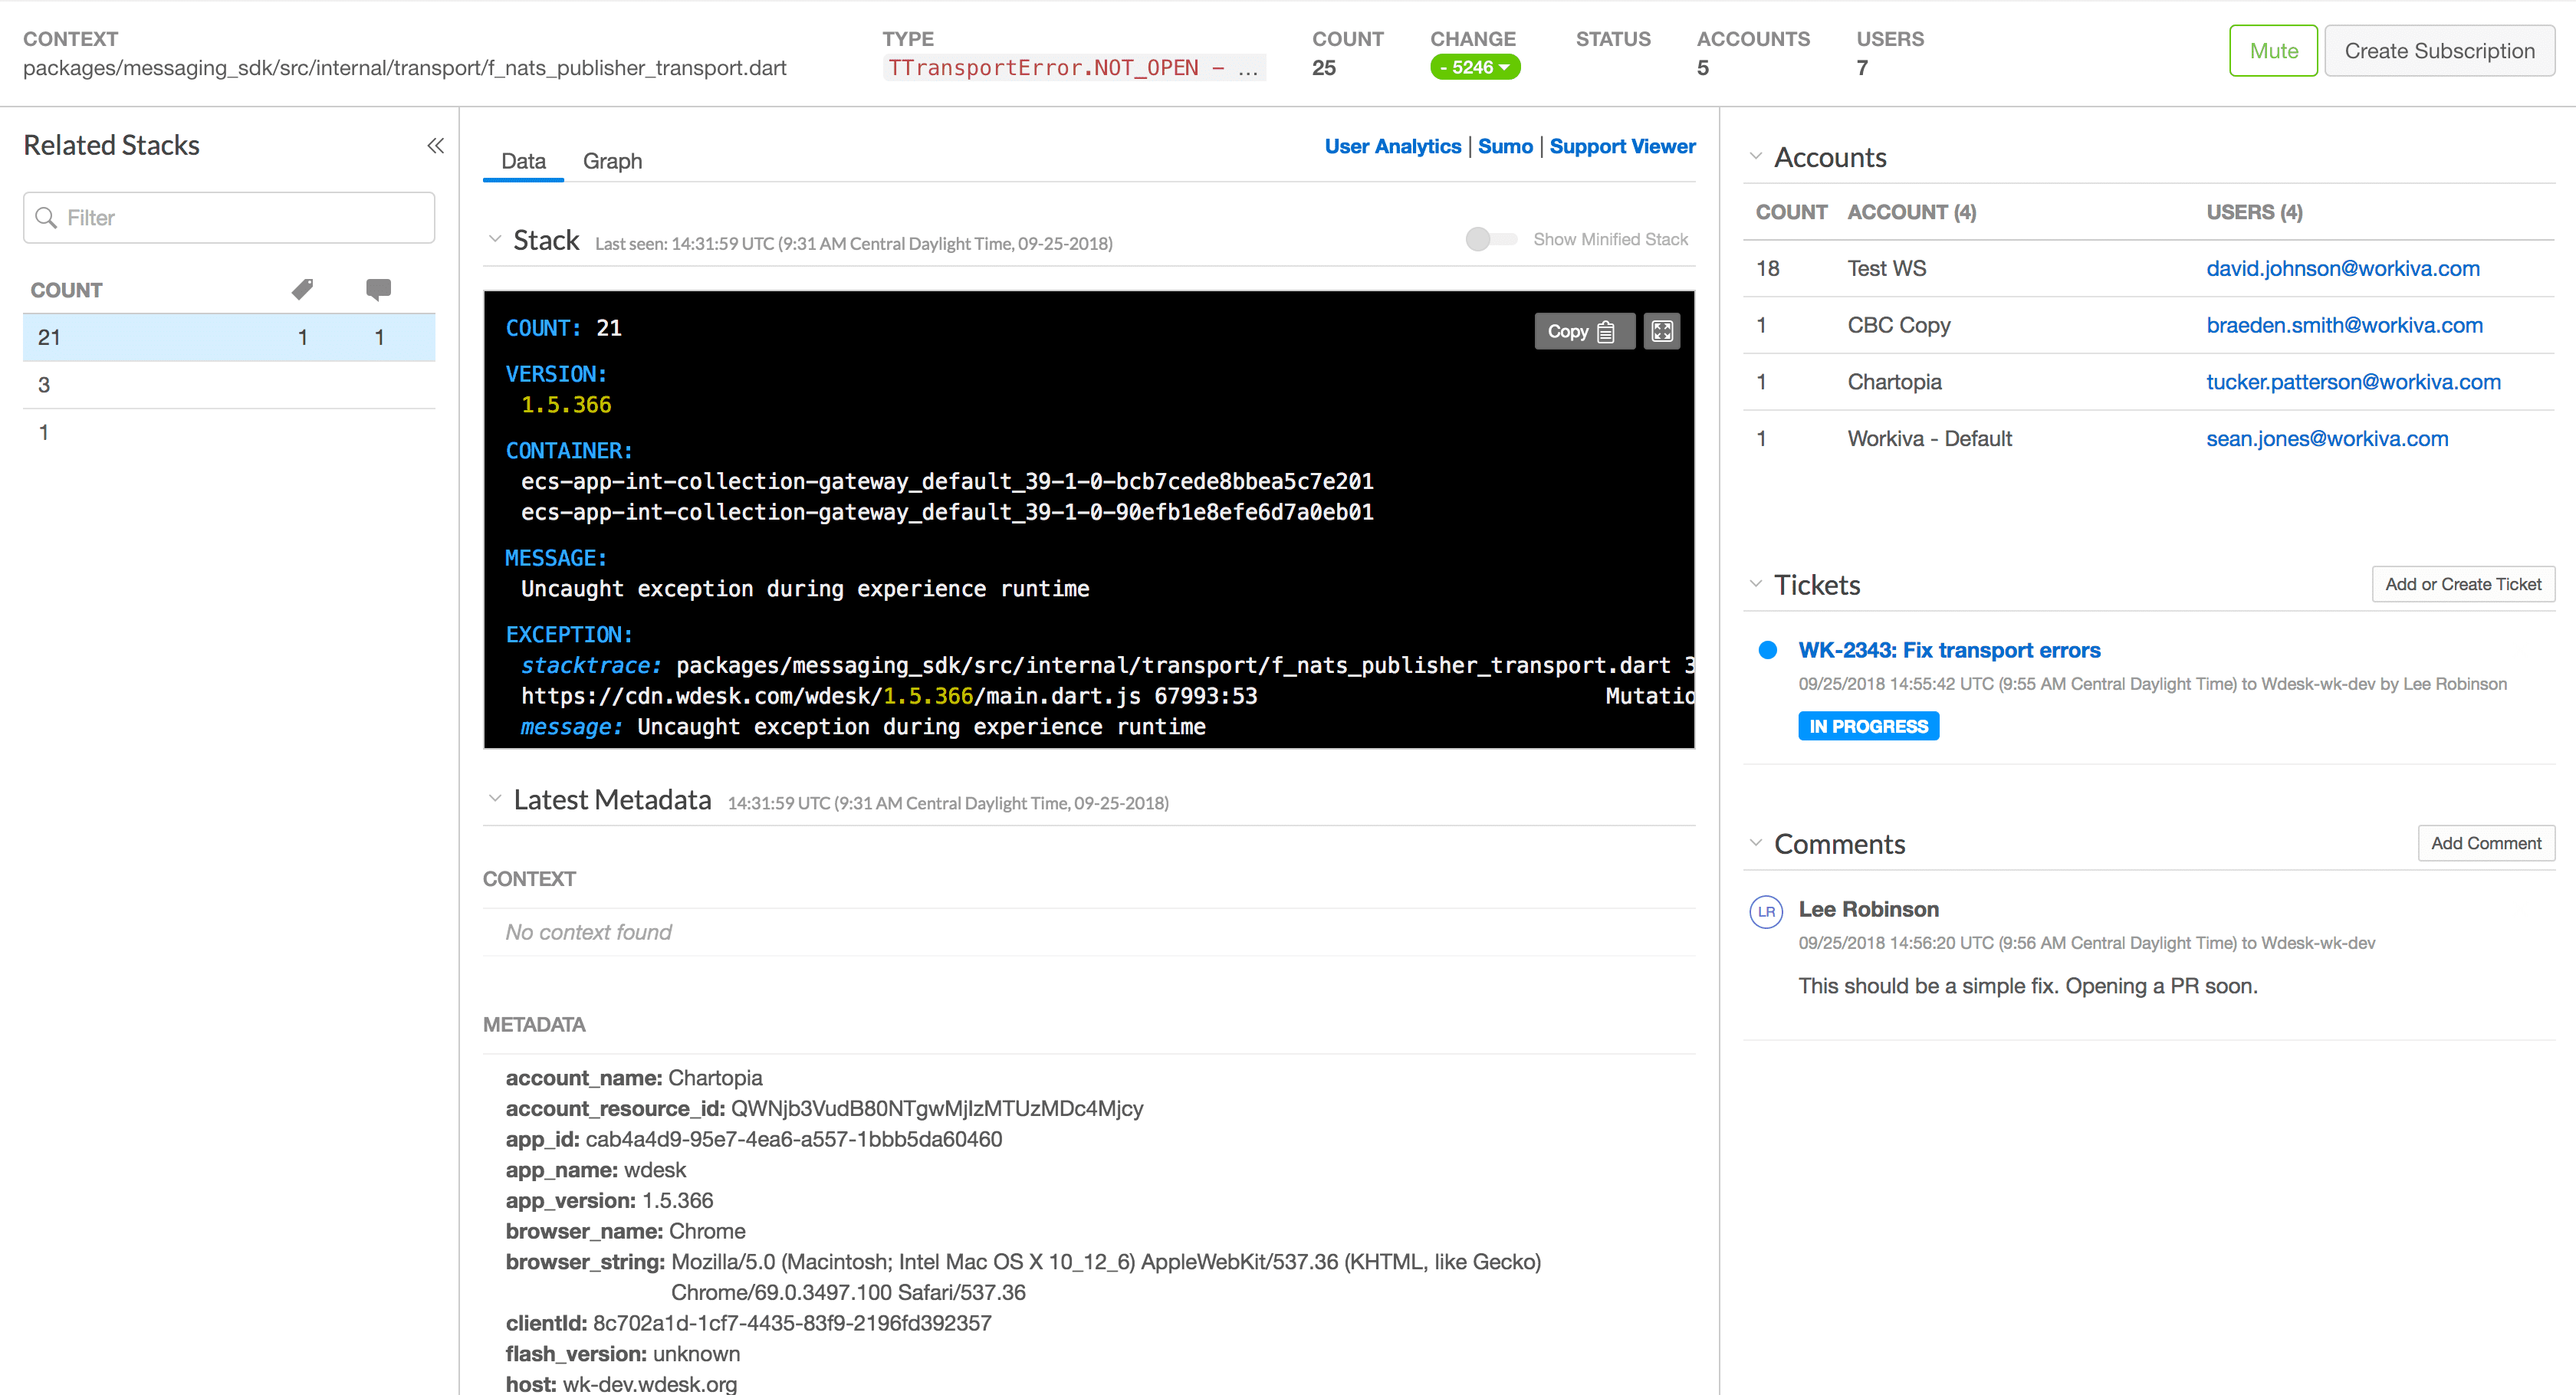 CONTEXT
packages/messaging_sdk/src/internal/transport/f_nats_publisher_transport.dart
TYPE
TTransportError.NOT_OPEN – ...
COUNT
25
CHANGE
- 5246
STATUS
ACCOUNTS
5
USERS
7
Mute
Create Subscription
Related Stacks
Filter
COUNT
21 1 1
3
1
Data Graph
User Analytics | Sumo | Support Viewer
Stack Last seen: 14:31:59 UTC (9:31 AM Central Daylight Time, 09-25-2018)
Show Minified Stack
Copy
COUNT: 21
VERSION:
1.5.366
CONTAINER:
ecs-app-int-collection-gateway_default_39-1-0-bcb7cede8bbea5c7e201
ecs-app-int-collection-gateway_default_39-1-0-90efb1e8efe6d7a0eb01
MESSAGE:
Uncaught exception during experience runtime
EXCEPTION:
stacktrace: packages/messaging_sdk/src/internal/transport/f_nats_publisher_transport.dart 3
https://cdn.wdesk.com/wdesk/1.5.366/main.dart.js 67993:53 Mutatio
message: Uncaught exception during experience runtime
Latest Metadata 14:31:59 UTC (9:31 AM Central Daylight Time, 09-25-2018)
CONTEXT
No context found
METADATA
account_name: Chartopia
account_resource_id: QWNjb3VudB80NTgwMjIzMTUzMDc4Mjcy
app_id: cab4a4d9-95e7-4ea6-a557-1bbb5da60460
app_name: wdesk
app_version: 1.5.366
browser_name: Chrome
browser_string: Mozilla/5.0 (Macintosh; Intel Mac OS X 10_12_6) AppleWebKit/537.36 (KHTML, like Gecko)
Chrome/69.0.3497.100 Safari/537.36
clientId: 8c702a1d-1cf7-4435-83f9-2196fd392357
flash_version: unknown
host: wk-dev.wdesk.org
Accounts
COUNT ACCOUNT (4) USERS (4)
18 Test WS david.johnson@workiva.com
1 CBC Copy braeden.smith@workiva.com
1 Chartopia tucker.patterson@workiva.com
1 Workiva - Default sean.jones@workiva.com
Tickets
Add or Create Ticket
WK-2343: Fix transport errors
09/25/2018 14:55:42 UTC (9:55 AM Central Daylight Time) to Wdesk-wk-dev by Lee Robinson
IN PROGRESS
Comments
Add Comment
LR Lee Robinson
09/25/2018 14:56:20 UTC (9:56 AM Central Daylight Time) to Wdesk-wk-dev
This should be a simple fix. Opening a PR soon.